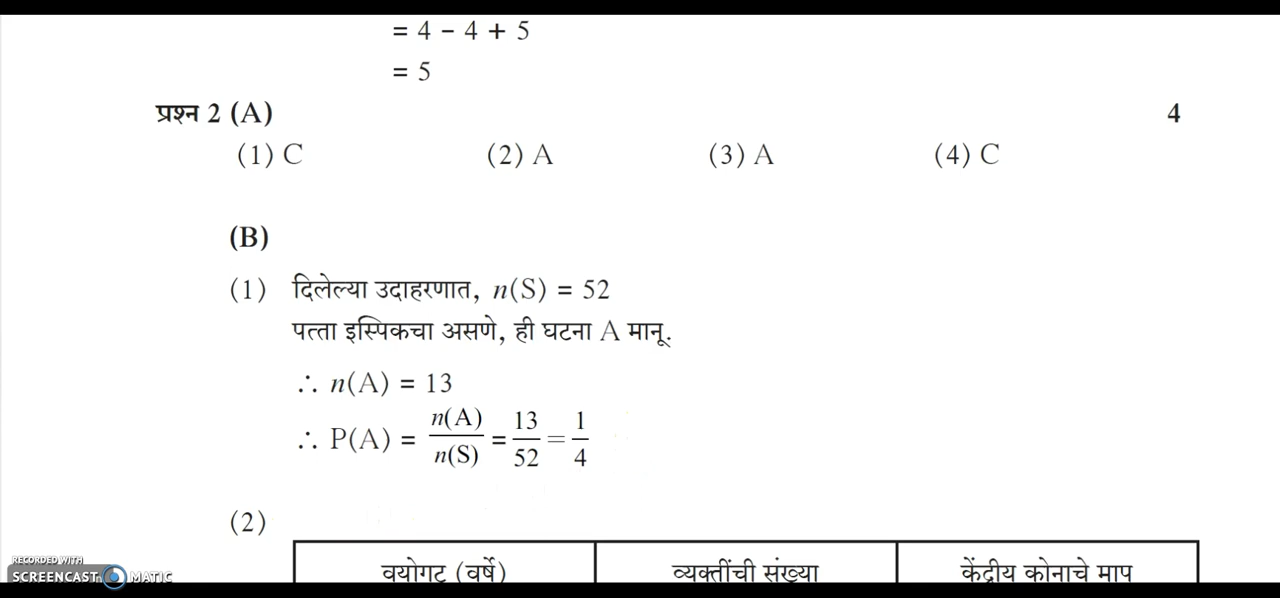 = 4 − 4 + 5
= 5
प्रश्न 2 (A) 4
(1) C (2) A (3) A (4) C
(B)
(1) दिलेल्या उदाहरणात, n(S) = 52
पत्ता इस्पिकचा असणे, ही घटना A मानू.
∴ n(A) = 13
∴ P(A) = n(A)/n(S) = 13/52 = 1/4
(2)
वयोगट (वर्षे) व्यक्तींची संख्या केंद्रीय कोनाचे माप
RECORDED WITH
SCREENCAST MATIC